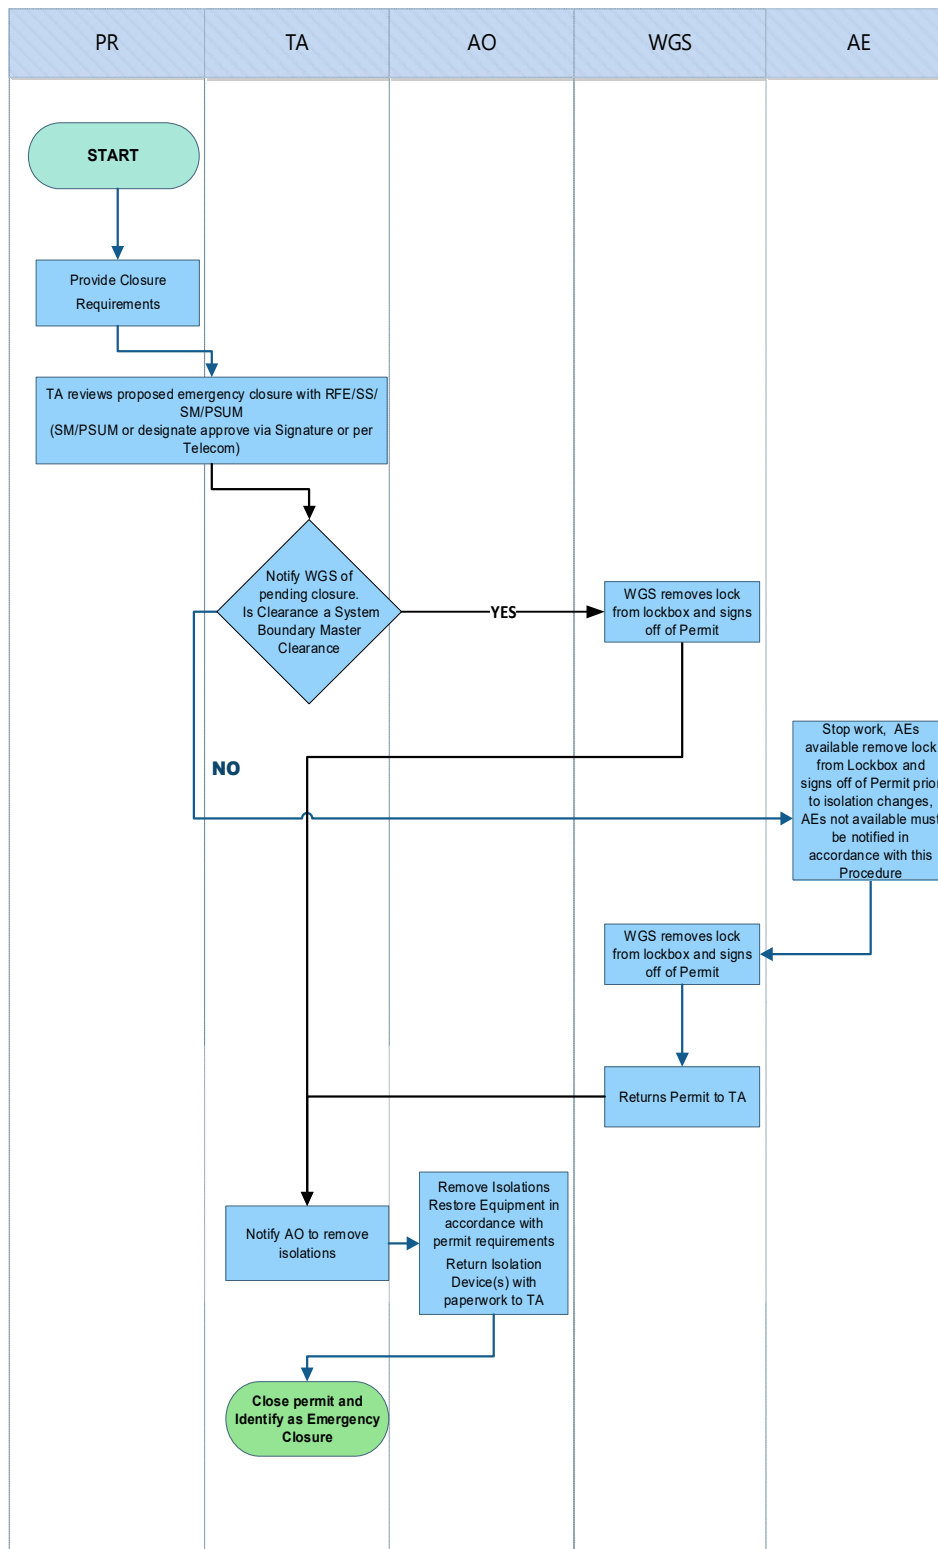 PR
TA
AO
WGS
AE
START
Provide Closure
Requirements
TA reviews proposed emergency closure with RFE/SS/
SM/PSUM
(SM/PSUM or designate approve via Signature or per
Telecom)
Notify WGS of
pending closure.
Is Clearance a System
Boundary Master
Clearance
YES
WGS removes lock
from lockbox and signs
off of Permit
NO
Stop work, AEs
available remove lock
from Lockbox and
signs off of Permit prior
to isolation changes,
AEs not available must
be notified in
accordance with this
Procedure
WGS removes lock
from lockbox and signs
off of Permit
Returns Permit to TA
Notify AO to remove
isolations
Remove Isolations
Restore Equipment in
accordance with
permit requirements
Return Isolation
Device(s) with
paperwork to TA
Close permit and
Identify as Emergency
Closure